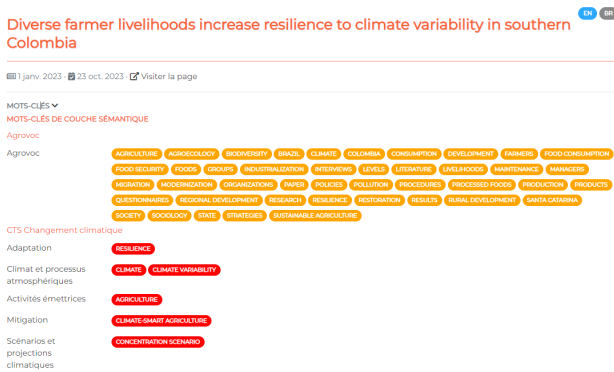 EN BR
Diverse farmer livelihoods increase resilience to climate variability in southern
Colombia
1 janv. 2023 · 23 oct. 2023 · Visiter la page
MOTS-CLÉS
MOTS-CLÉS DE COUCHE SÉMANTIQUE
Agrovoc
Agrovoc AGRICULTURE AGROECOLOGY BIODIVERSITY BRAZIL CLIMATE COLOMBIA CONSUMPTION DEVELOPMENT FARMERS FOOD CONSUMPTION
FOOD SECURITY FOODS GROUPS INDUSTRIALIZATION INTERVIEWS LEVELS LITERATURE LIVELIHOODS MAINTENANCE MANAGERS
MIGRATION MODERNIZATION ORGANIZATIONS PAPER POLICIES POLLUTION PROCEDURES PROCESSED FOODS PRODUCTION PRODUCTS
QUESTIONNAIRES REGIONAL DEVELOPMENT RESEARCH RESILIENCE RESTORATION RESULTS RURAL DEVELOPMENT SANTA CATARINA
SOCIETY SOCIOLOGY STATE STRATEGIES SUSTAINABLE AGRICULTURE
CTS Changement climatique
Adaptation RESILIENCE
Climat et processus CLIMATE CLIMATE VARIABILITY
atmosphériques
Activités émettrices AGRICULTURE
Mitigation CLIMATE-SMART AGRICULTURE
Scénarios et CONCENTRATION SCENARIO
projections
climatiques